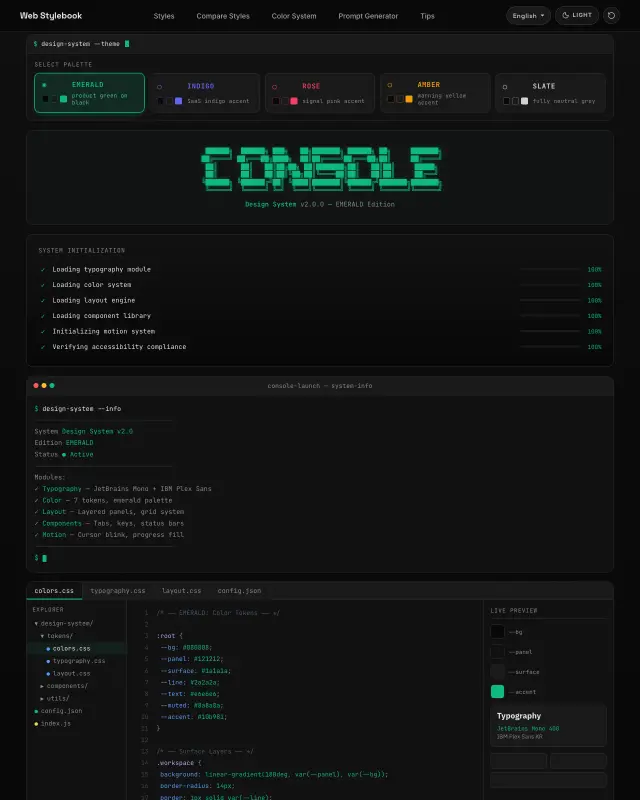 Web Stylebook
Styles
Compare Styles
Color System
Prompt Generator
Tips
English
LIGHT
$ design-system --theme
SELECT PALETTE
EMERALD
product green on black
INDIGO
SaaS indigo accent
ROSE
signal pink accent
AMBER
warning yellow accent
SLATE
fully neutral grey
CONSOLE
Design System v2.0.0 — EMERALD Edition
SYSTEM INITIALIZATION
✓ Loading typography module 100%
✓ Loading color system 100%
✓ Loading layout engine 100%
✓ Loading component library 100%
✓ Initializing motion system 100%
✓ Verifying accessibility compliance 100%
console-launch — system-info
$ design-system --info
System Design System v2.0
Edition EMERALD
Status ● Active
Modules:
✓ Typography — JetBrains Mono + IBM Plex Sans
✓ Color — 7 tokens, emerald palette
✓ Layout — Layered panels, grid system
✓ Components — Tabs, keys, status bars
✓ Motion — Cursor blink, progress fill
$
colors.css
typography.css
layout.css
config.json
EXPLORER
▼ design-system/
▼ tokens/
● colors.css
● typography.css
● layout.css
▶ components/
▶ utils/
● config.json
● index.js
1 /* —— EMERALD: Color Tokens —— */
2
3 :root {
4 --bg: #080808;
5 --panel: #121212;
6 --surface: #1a1a1a;
7 --line: #2a2a2a;
8 --text: #e6e6e6;
9 --muted: #8a8a8a;
10 --accent: #10b981;
11 }
12
13 /* —— Surface Layers —— */
14 .workspace {
15 background: linear-gradient(180deg, var(--panel), var(--bg));
16 border-radius: 14px;
17 border: 1px solid var(--line);
LIVE PREVIEW
--bg
--panel
--surface
--accent
Typography
JetBrains Mono 400
IBM Plex Sans KR